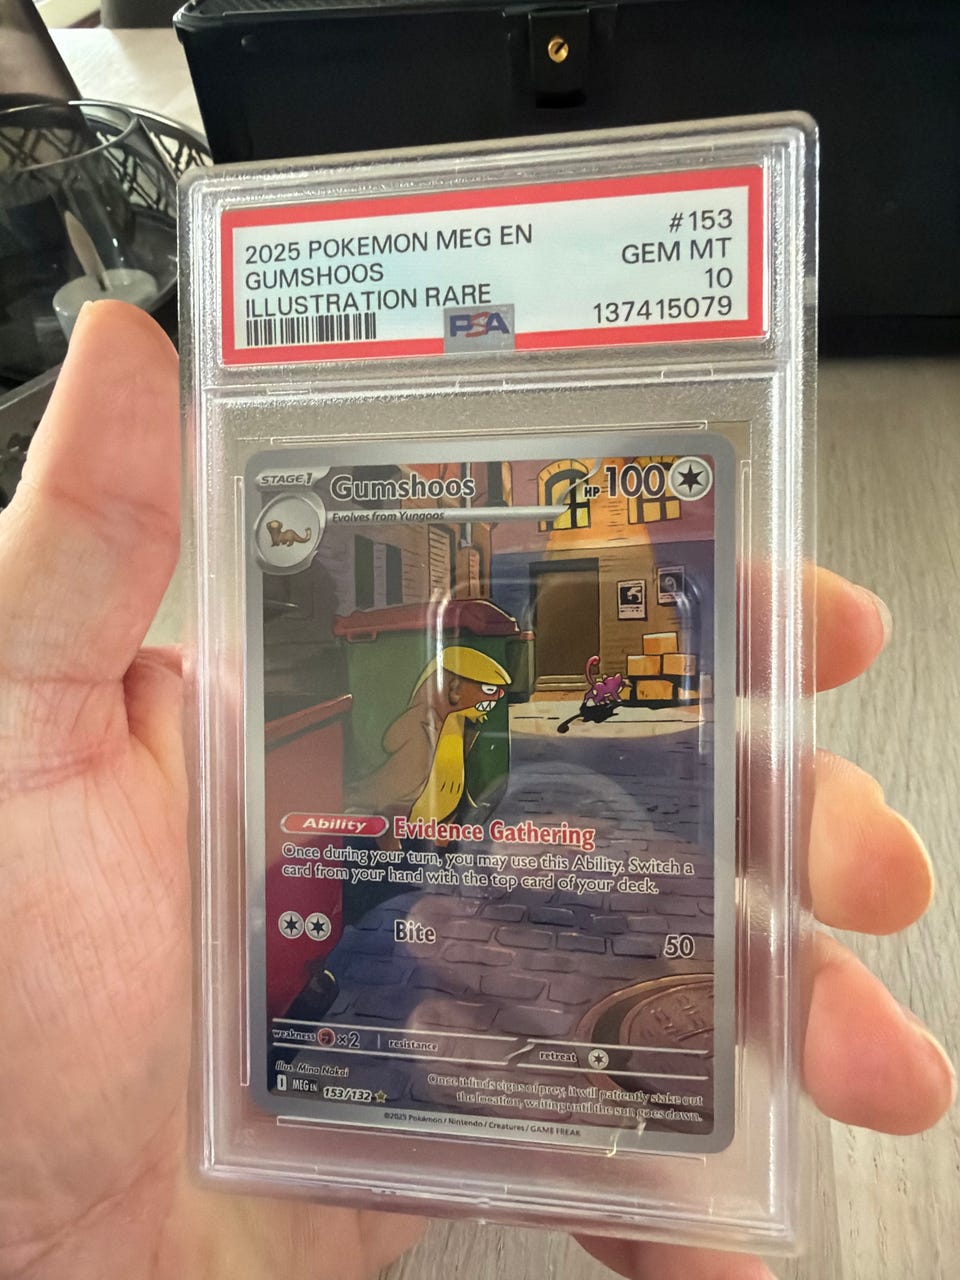 2025 POKEMON MEG EN #153
GUMSHOOS GEM MT
ILLUSTRATION RARE 10
PSA 137415079
STAGE 1 Gumshoos HP 100
Evolves from Yungoos
Ability Evidence Gathering
Once during your turn, you may use this Ability. Switch a
card from your hand with the top card of your deck.
Bite 50
weakness x2 resistance retreat
Illus. Mina Nakai
I MEG EN 153/132
Once it finds signs of prey, it will patiently stake out
the location, waiting until the sun goes down.
©2025 Pokémon / Nintendo / Creatures / GAME FREAK